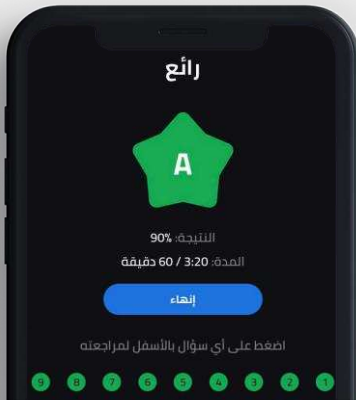 رائع
A
النتيجة: 90%
المدة: 3:20 / 60 دقيقة
إنهاء
اضغط على أي سؤال بالأسفل لمراجعته
1 2 3 4 5 6 7 8 9